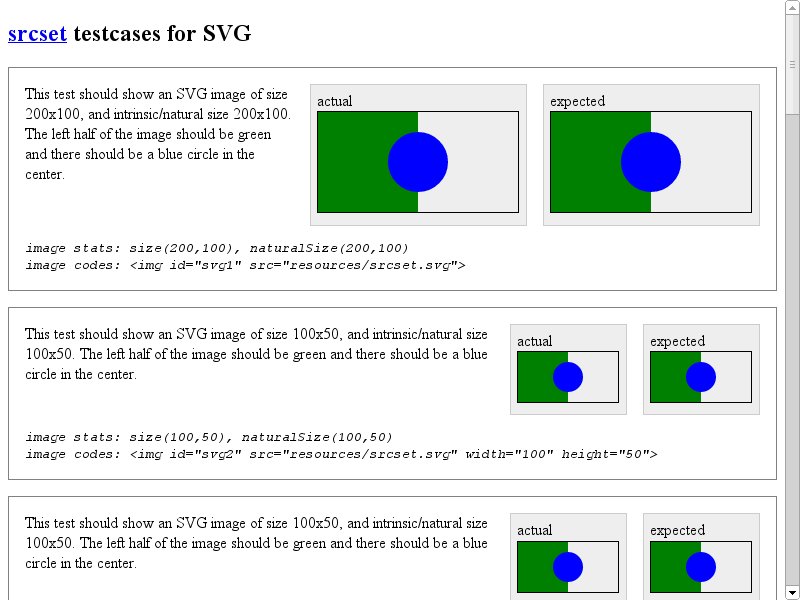 srcset testcases for SVG
This test should show an SVG image of size
200x100, and intrinsic/natural size 200x100.
The left half of the image should be green
and there should be a blue circle in the
center.
actual
expected
image stats: size(200,100), naturalSize(200,100)
image codes: <img id="svg1" src="resources/srcset.svg">
This test should show an SVG image of size 100x50, and intrinsic/natural size
100x50. The left half of the image should be green and there should be a blue
circle in the center.
actual
expected
image stats: size(100,50), naturalSize(100,50)
image codes: <img id="svg2" src="resources/srcset.svg" width="100" height="50">
This test should show an SVG image of size 100x50, and intrinsic/natural size
100x50. The left half of the image should be green and there should be a blue
circle in the center.
actual
expected